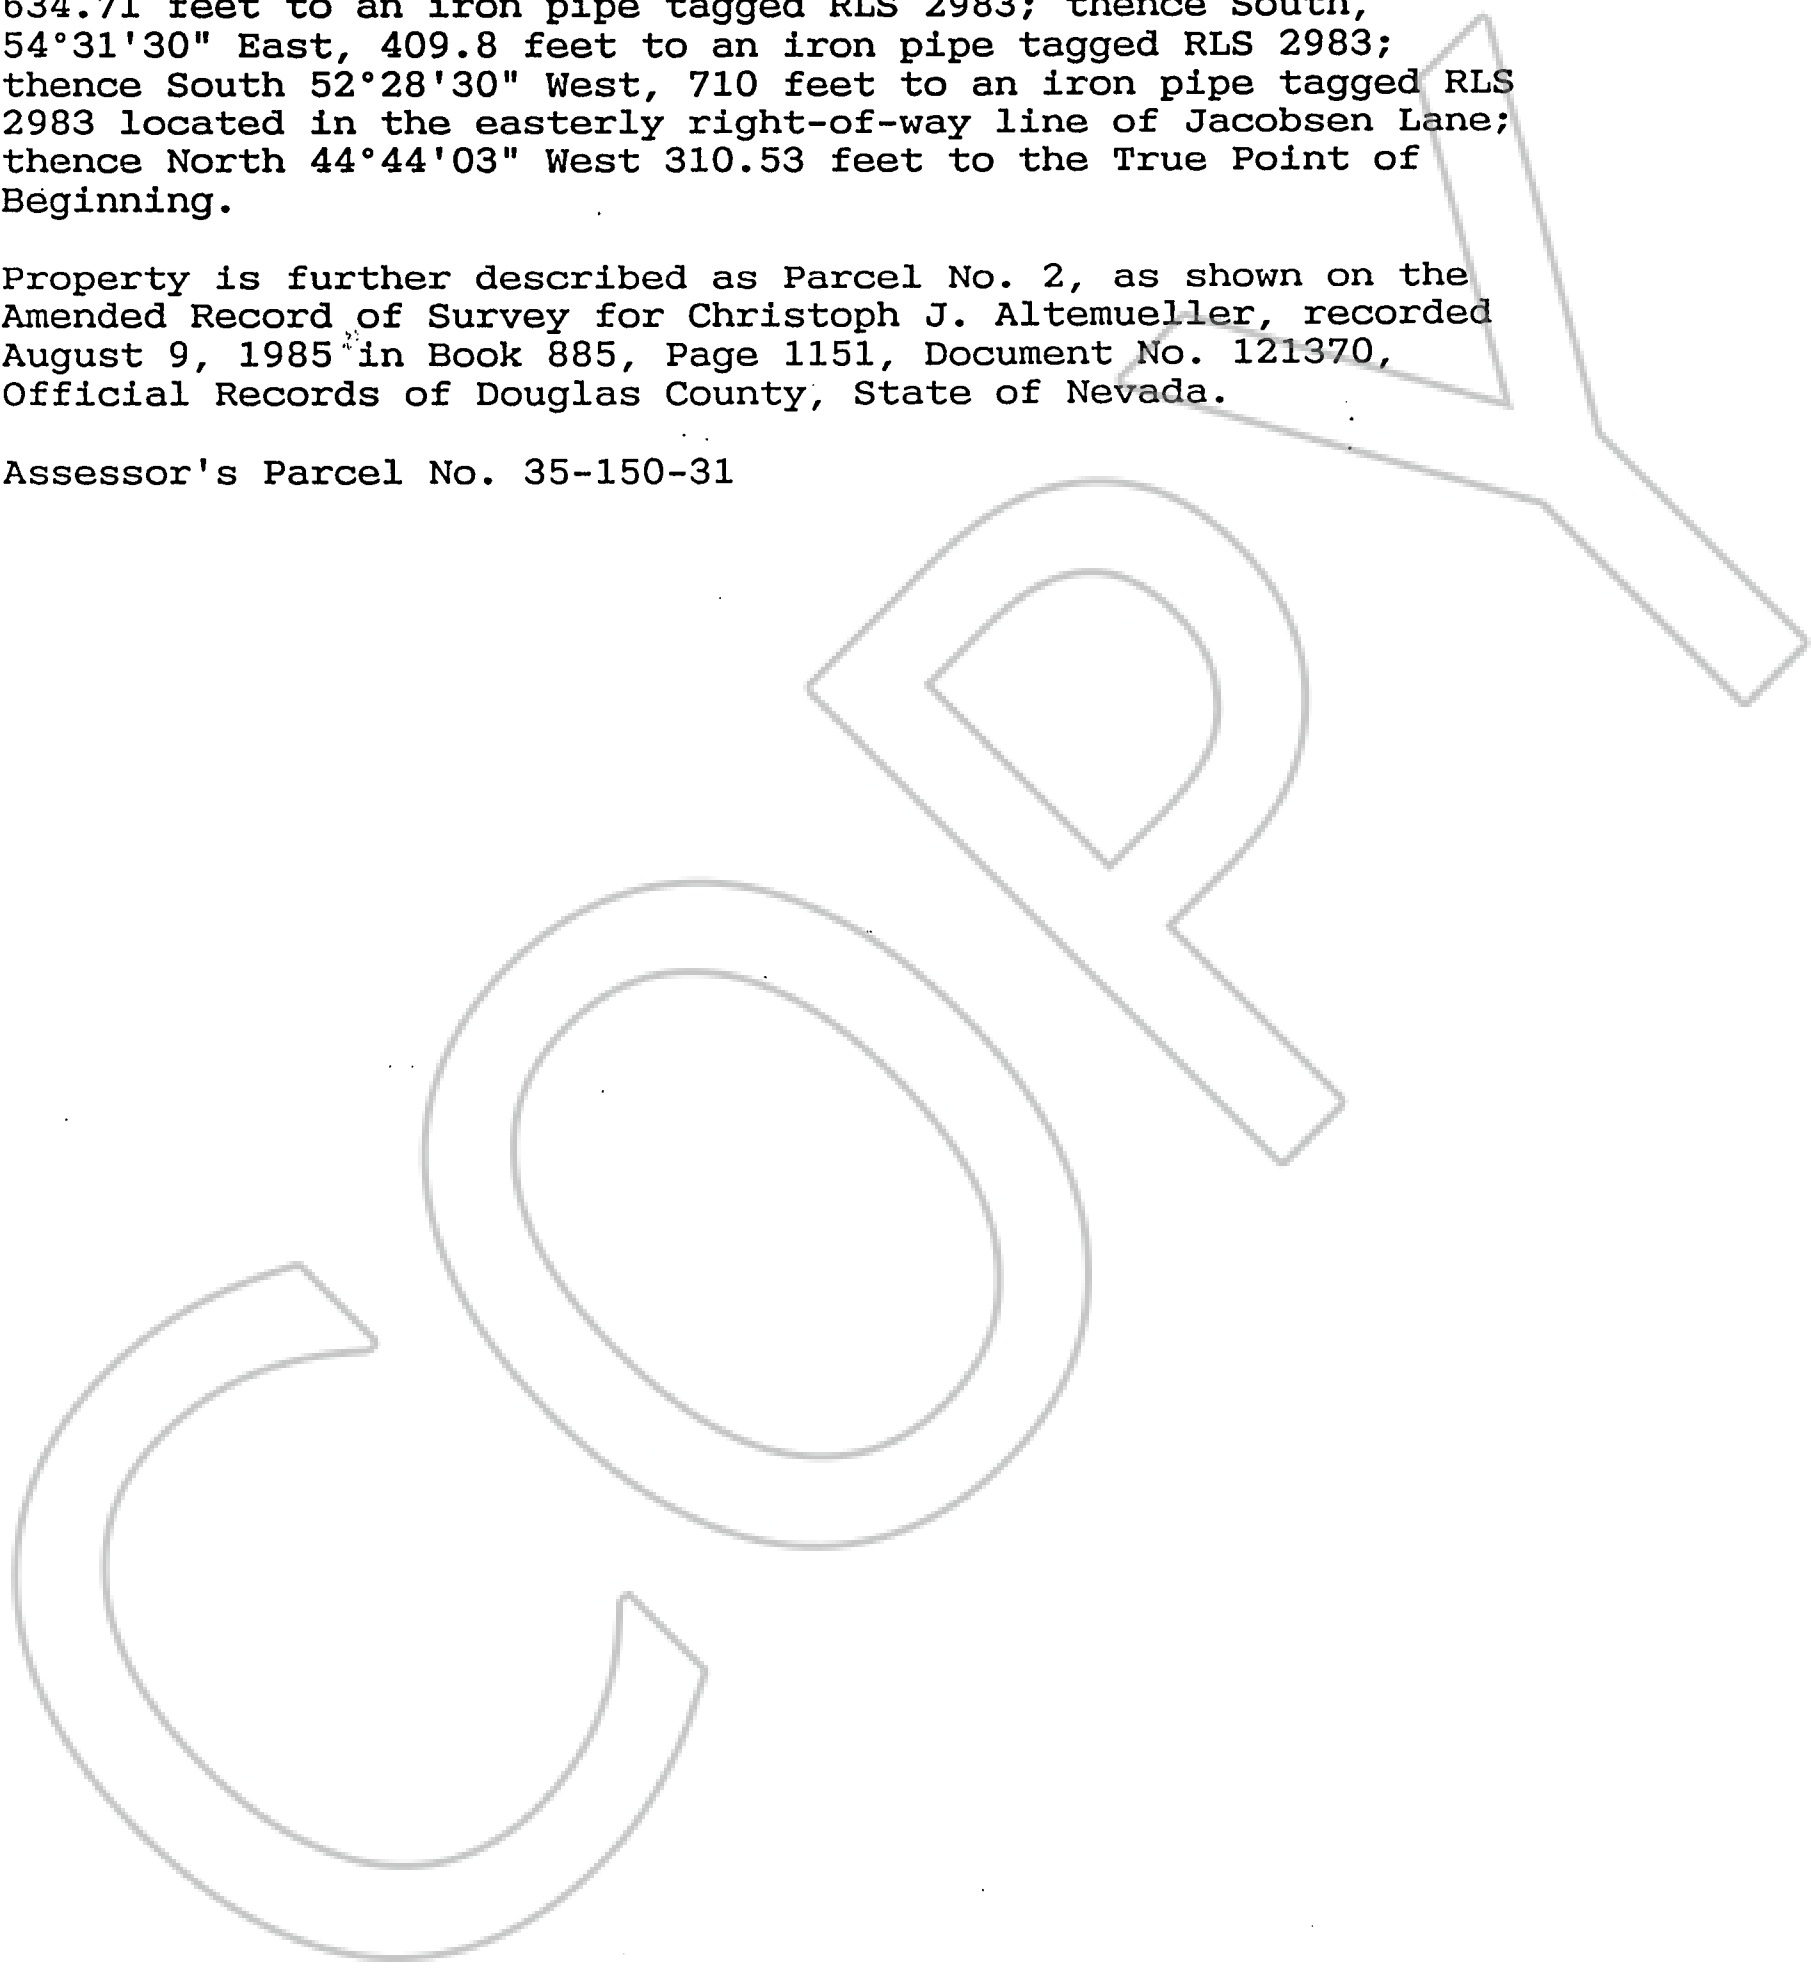 634.71 feet to an iron pipe tagged RLS 2983; thence South,
54°31'30" East, 409.8 feet to an iron pipe tagged RLS 2983;
thence South 52°28'30" West, 710 feet to an iron pipe tagged RLS
2983 located in the easterly right-of-way line of Jacobsen Lane;
thence North 44°44'03" West 310.53 feet to the True Point of
Beginning.
Property is further described as Parcel No. 2, as shown on the
Amended Record of Survey for Christoph J. Altemueller, recorded
August 9, 1985 in Book 885, Page 1151, Document No. 121370,
Official Records of Douglas County, State of Nevada.
Assessor's Parcel No. 35-150-31
COPY